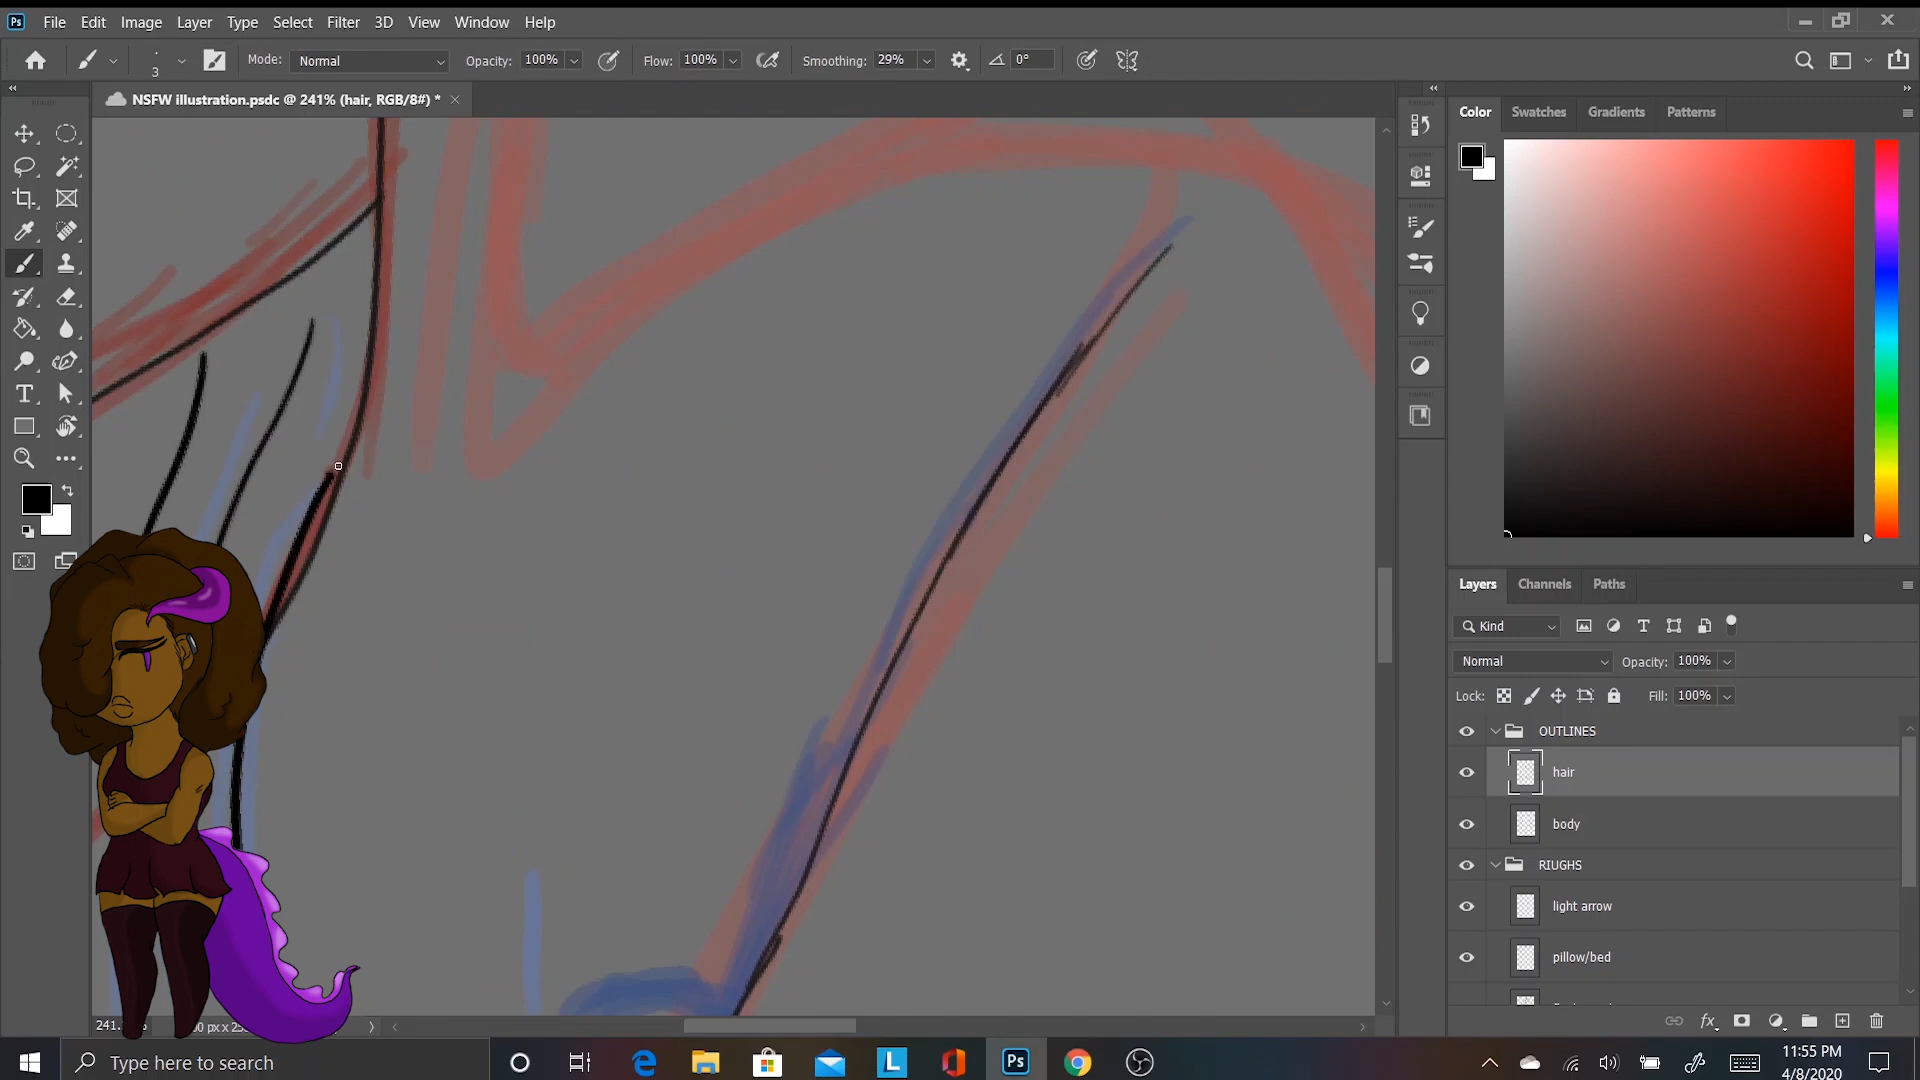 Ps File Edit Image Layer Type Select Filter 3D View Window Help
3 Mode: Normal Opacity: 100% Flow: 100% Smoothing: 29% 0°
NSFW illustration.psdc @ 241% (hair, RGB/8#) *
Color Swatches Gradients Patterns
Layers Channels Paths
Kind
Normal Opacity: 100%
Lock: Fill: 100%
OUTLINES
hair
body
RIUGHS
light arrow
pillow/bed
Type here to search
L Ps
11:55 PM
4/8/2020